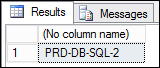 Results Messages
(No column name)
1 PRD-DB-SQL-2